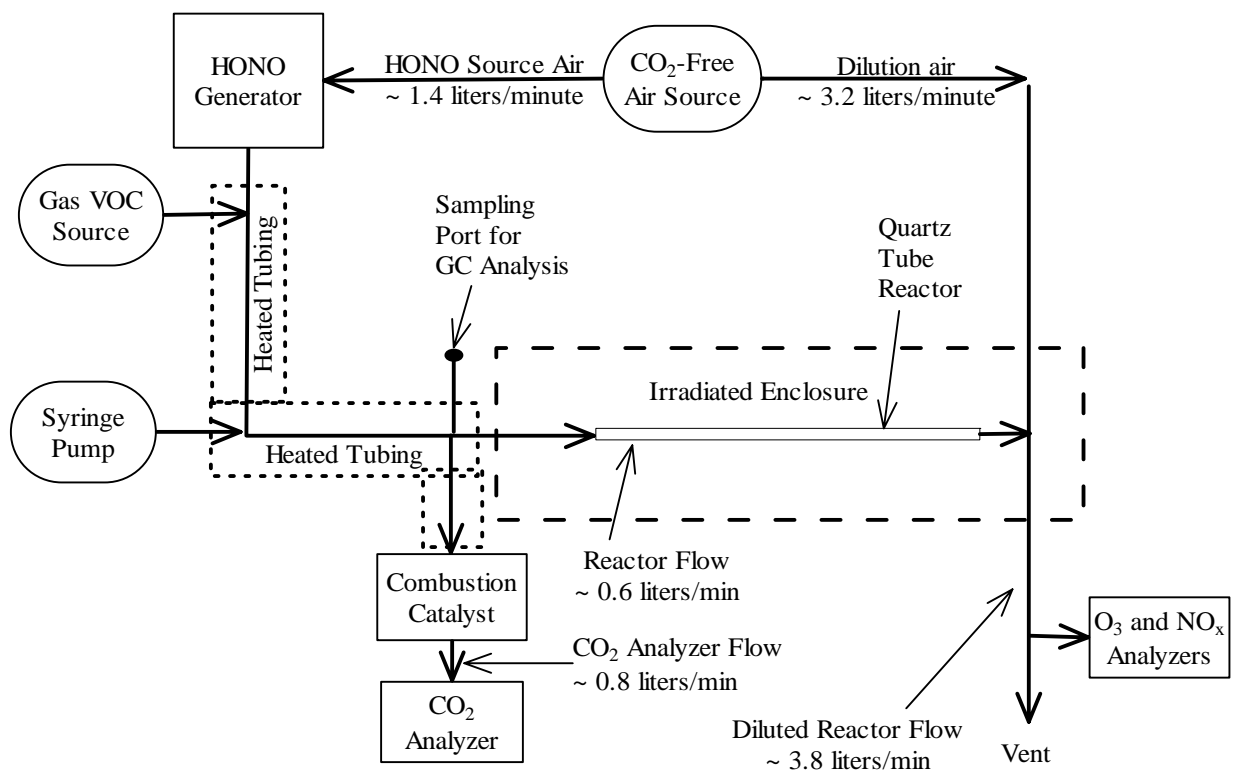 HONO
Generator
HONO Source Air
~ 1.4 liters/minute
CO₂-Free
Air Source
Dilution air
~ 3.2 liters/minute
Gas VOC
Source
Heated Tubing
Sampling
Port for
GC Analysis
Quartz
Tube
Reactor
Irradiated Enclosure
Syringe
Pump
Heated Tubing
Reactor Flow
~ 0.6 liters/min
Combustion
Catalyst
CO₂ Analyzer Flow
~ 0.8 liters/min
CO₂
Analyzer
O₃ and NOₓ
Analyzers
Diluted Reactor Flow
~ 3.8 liters/min
Vent